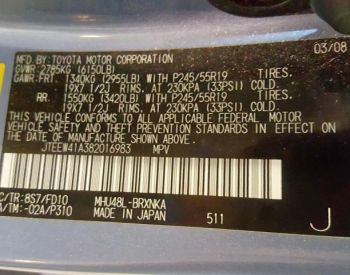 MFD. BY: TOYOTA MOTOR CORPORATION 03/08
GVWR 2785KG (6150LB)
GAWR:FRT. 1340KG (2955LB) WITH P245/55R19 TIRES.
19X7 1/2J RIMS. AT 230KPA (33PSI) COLD
RR. 1550KG (3420LB) WITH P245/55R19 TIRES.
19X7 1/2J RIMS. AT 230KPA (33PSI) COLD
THIS VEHICLE CONFORMS TO ALL APPLICABLE FEDERAL MOTOR
VEHICLE SAFETY STANDARDS IN EFFECT ON THE DATE OF
MANUFACTURE SHOWN ABOVE.
JTEEW41A382016983 MPV
C/TR:8S7/FD10 MHU48L-BRXNKA
A/TM:-02A/P310 MADE IN JAPAN 511 J